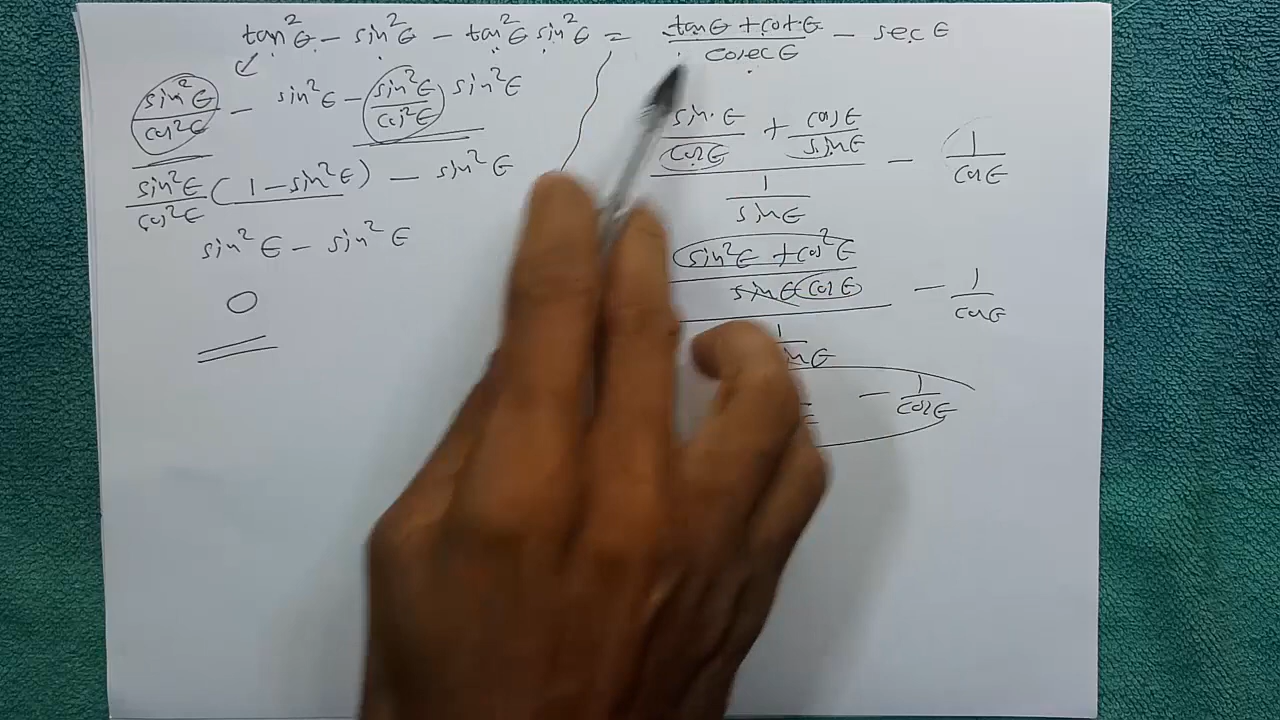 tan²θ - sin²θ - tan²θ sin²θ = (tanθ + cotθ)/cosecθ - secθ
sin²θ/cos²θ - sin²θ - sin²θ/cos²θ sin²θ
sin²θ/cos²θ (1 - sin²θ) - sin²θ
sin²θ - sin²θ
0
sinθ/cosθ + cosθ/sinθ - 1/cosθ
1/sinθ
sin²θ + cos²θ
sinθ cosθ - 1/cosθ
1
- 1/cosθ